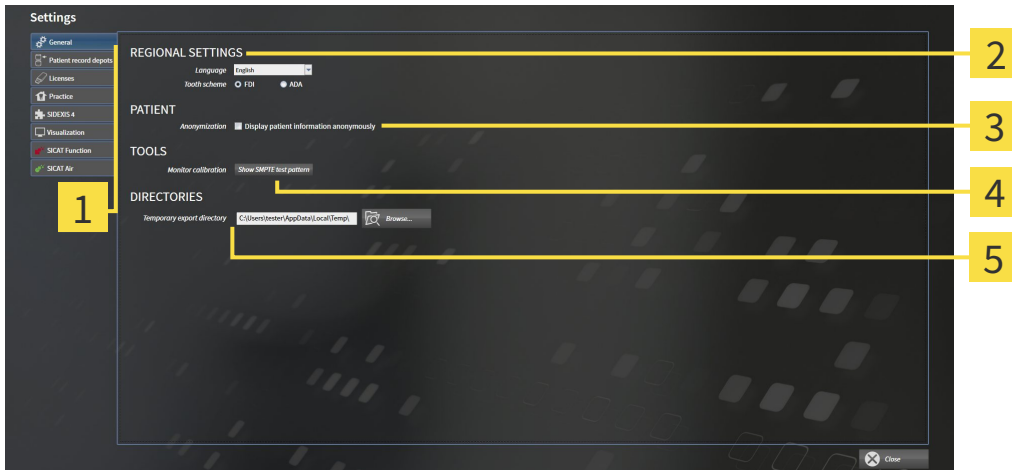 Settings
General
Patient record depots
Licenses
Practice
SIDEXIS 4
Visualization
SICAT Function
SICAT Air
REGIONAL SETTINGS
Language English
Tooth scheme FDI ADA
PATIENT
Anonymization Display patient information anonymously
TOOLS
Monitor calibration Show SMPTE test pattern
DIRECTORIES
Temporary export directory C:\Users\tester\AppData\Local\Temp\ Browse...
Close
1
2
3
4
5